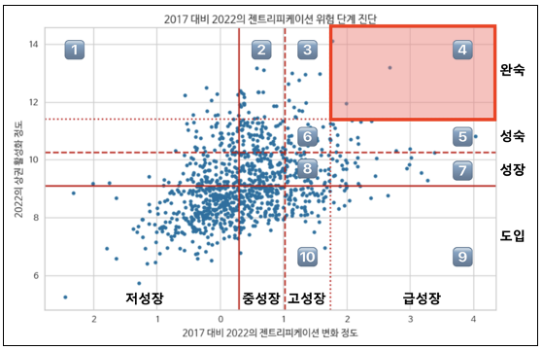 2017 대비 2022의 젠트리피케이션 위험 단계 진단
14
12
10
8
6
2022의 상권 활성화 정도
1
2
3
4
6
5
8
7
10
9
완숙
성숙
성장
도입
저성장
중성장
고성장
급성장
2
1
0
1
2
3
4
2017 대비 2022의 젠트리피케이션 변화 정도